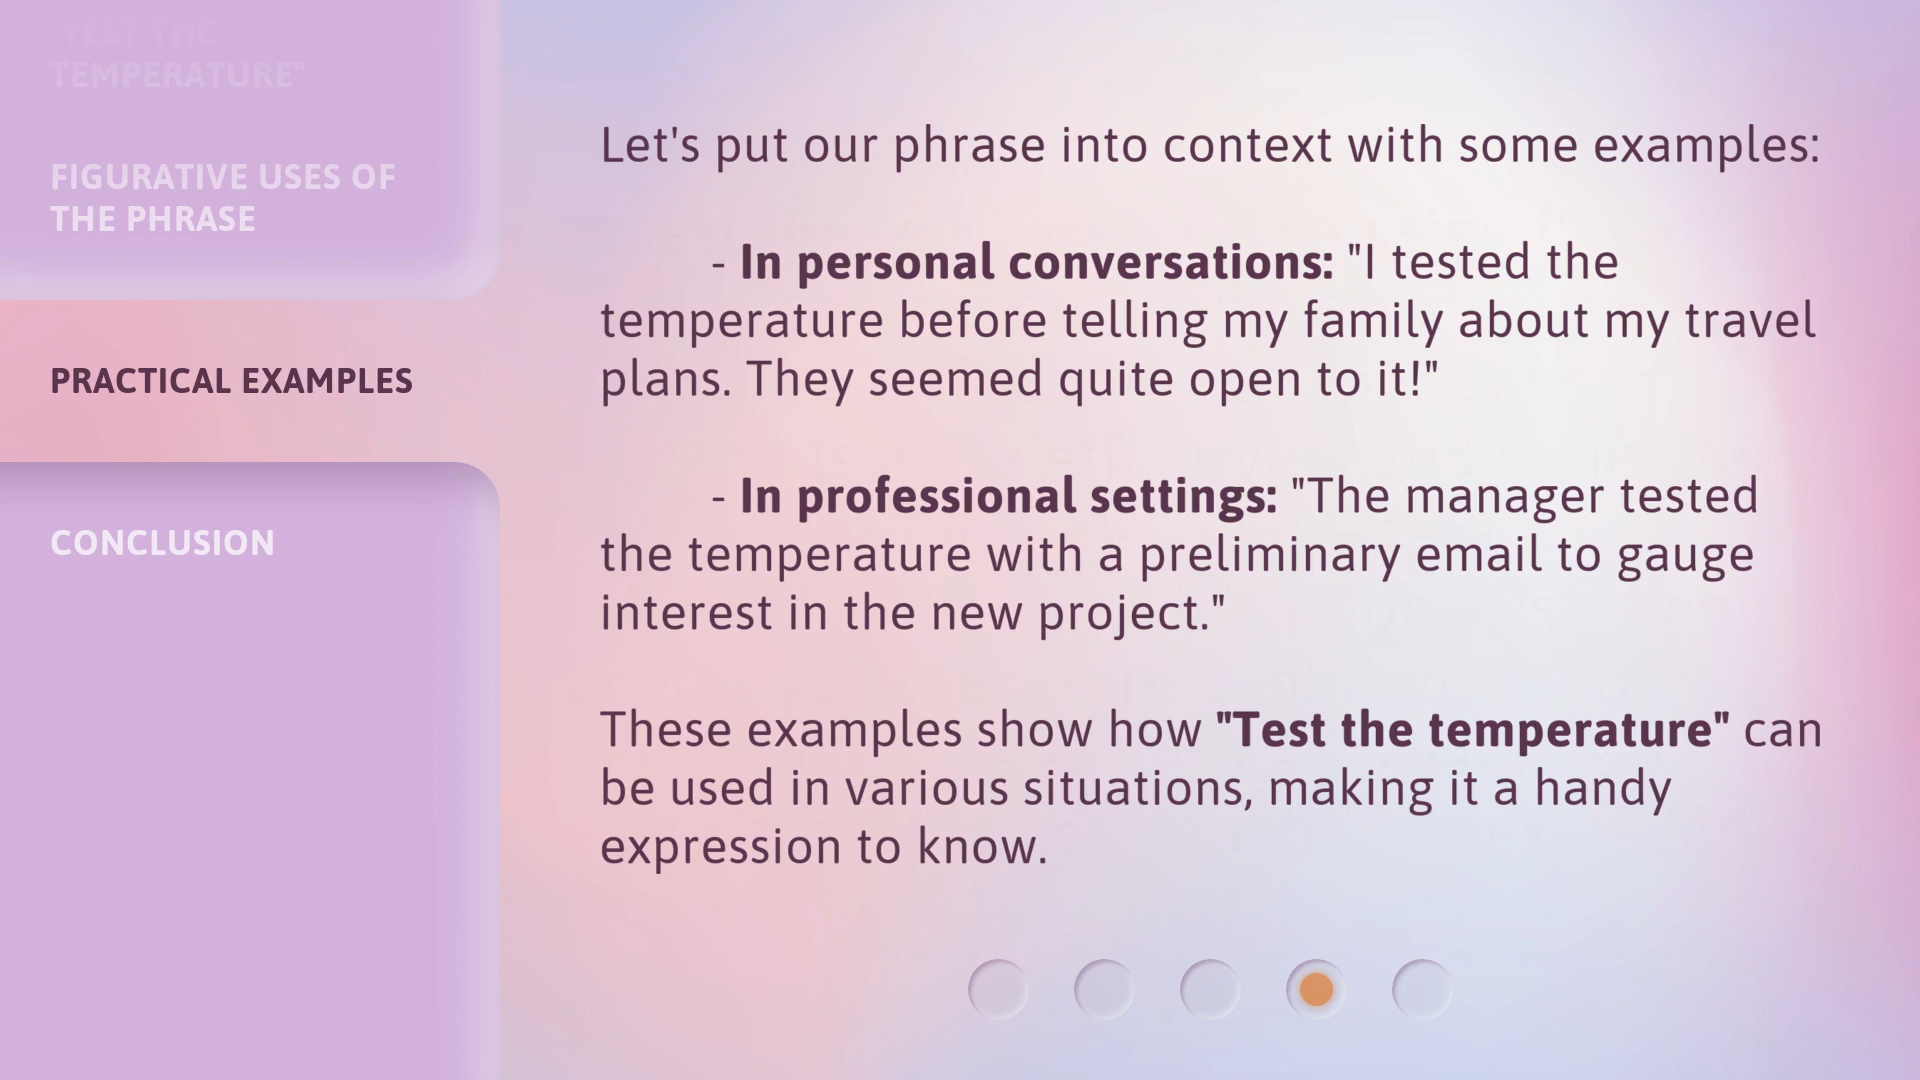 "TEST THE
TEMPERATURE"
FIGURATIVE USES OF
THE PHRASE
PRACTICAL EXAMPLES
CONCLUSION
Let's put our phrase into context with some examples:
- In personal conversations: "I tested the
temperature before telling my family about my travel
plans. They seemed quite open to it!"
- In professional settings: "The manager tested
the temperature with a preliminary email to gauge
interest in the new project."
These examples show how "Test the temperature" can
be used in various situations, making it a handy
expression to know.